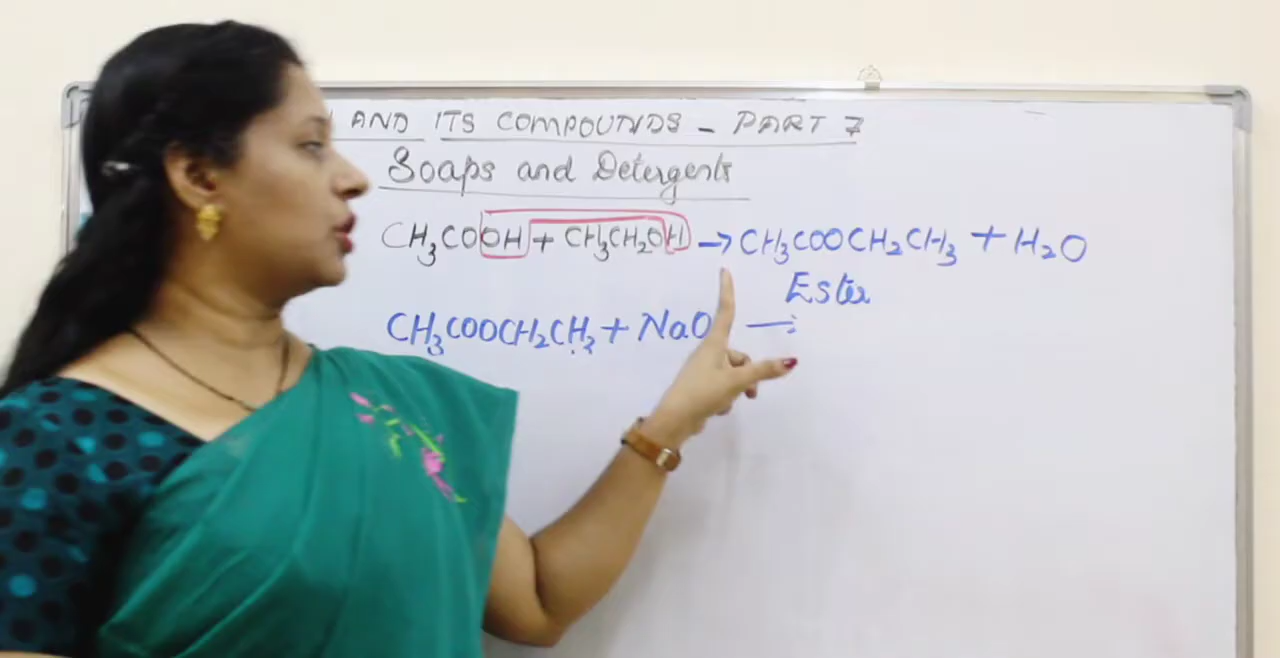 AND ITS COMPOUNDS - PART 7
Soaps and Detergents
CH₃COOH + CH₃CH₂OH → CH₃COOCH₂CH₃ + H₂O
Ester
CH₃COOCH₂CH₃ + NaO →